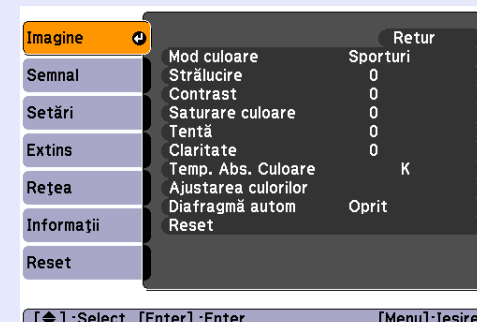 Imagine
Semnal
Setări
Extins
Reţea
Informaţii
Reset
Retur
Mod culoare Sporturi
Strălucire 0
Contrast 0
Saturare culoare 0
Tentă 0
Claritate 0
Temp. Abs. Culoare K
Ajustarea culorilor
Diafragmă autom Oprit
Reset
[ ] :Select [Enter] :Enter [Menu]:Ieşire